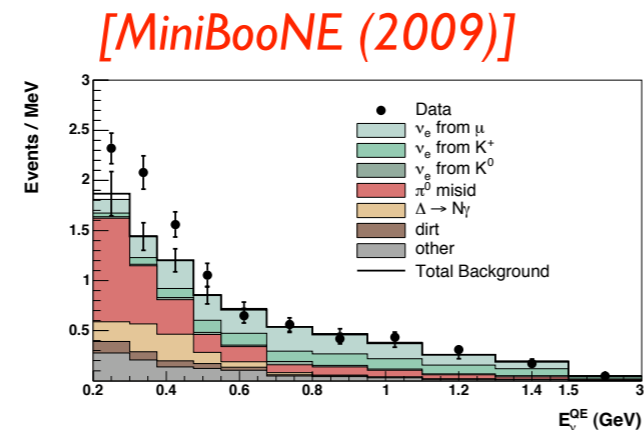 [MiniBooNE (2009)]
Events / MeV
3
2.5
2
1.5
1
0.5
Data
νe from μ
νe from K+
νe from K0
π0 misid
Δ → Nγ
dirt
other
Total Background
0.2 0.4 0.6 0.8 1 1.2 1.4 1.5 3
EνQE (GeV)